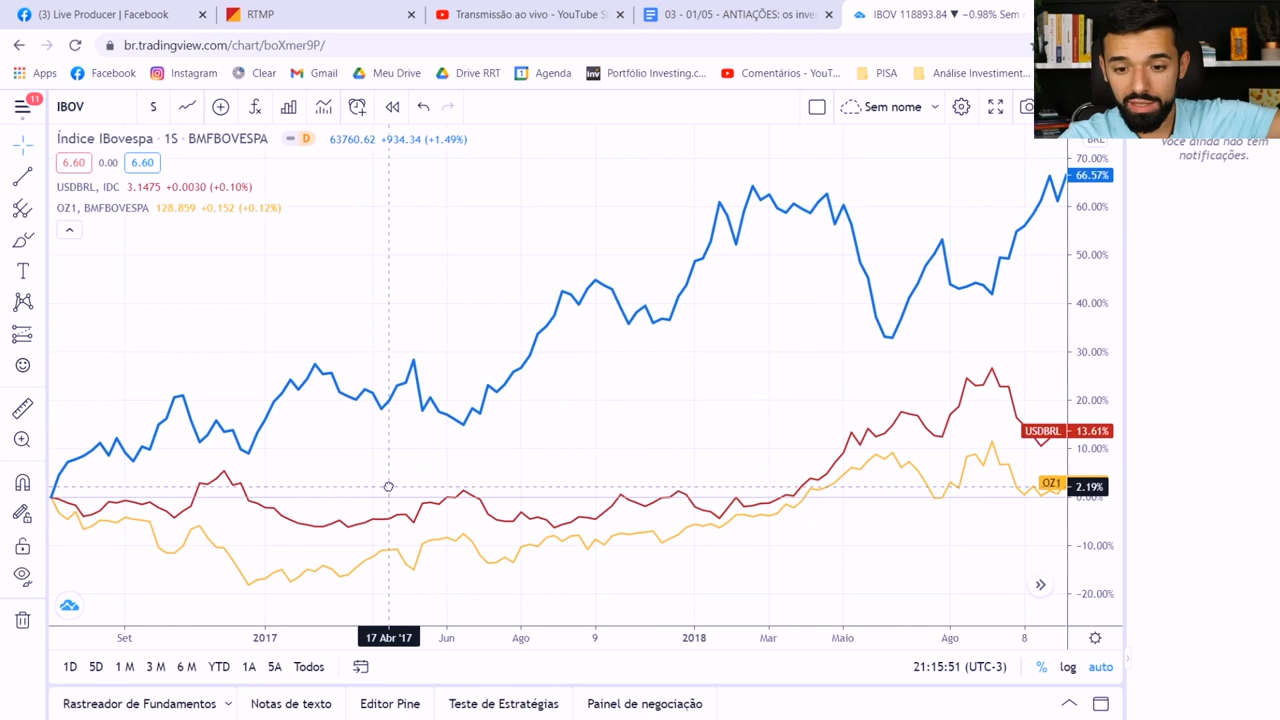 (3) Live Producer | Facebook
RTMP
Transmissão ao vivo - YouTube S
03 - 01/05 - ANTIAÇÕES: os inve
IBOV 118893.84 ▼ −0.98% Sem
br.tradingview.com/chart/boXmer9P/
Apps
Facebook
Instagram
Clear
Gmail
Meu Drive
Drive RRT
Agenda
Portfólio Investing.c...
Comentários - YouT...
PISA
Análise Investiment...
11
IBOV
S
Sem nome
Índice IBovespa · 1S · BMFBOVESPA
D
63760.62 +934.34 (+1.49%)
6.60
0.00
6.60
USDBRL, IDC 3.1475 +0.0030 (+0.10%)
OZ1, BMFBOVESPA 128.859 +0.152 (+0.12%)
Você ainda não tem
notificações.
BRL
70.00%
66.57%
60.00%
50.00%
40.00%
30.00%
20.00%
USDBRL 13.61%
10.00%
OZ1
2.19%
0.00%
−10.00%
−20.00%
Set
2017
17 Abr '17
Jun
Ago
9
2018
Mar
Maio
Ago
8
1D
5D
1 M
3 M
6 M
YTD
1A
5A
Todos
21:15:51 (UTC-3)
%
log
auto
Rastreador de Fundamentos
Notas de texto
Editor Pine
Teste de Estratégias
Painel de negociação